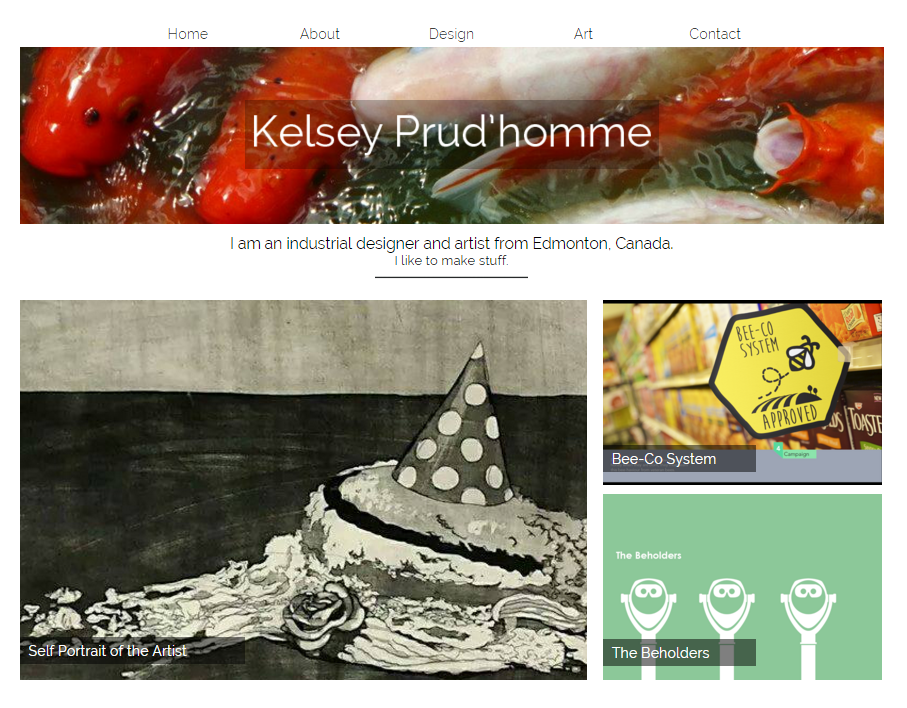 Home About Design Art Contact
Kelsey Prud'homme
I am an industrial designer and artist from Edmonton, Canada.
I like to make stuff.
Self Portrait of the Artist
BEE-CO
SYSTEM
APPROVED
TOASTE
4
Campaign
Bee-Co System
The Beholders
The Beholders